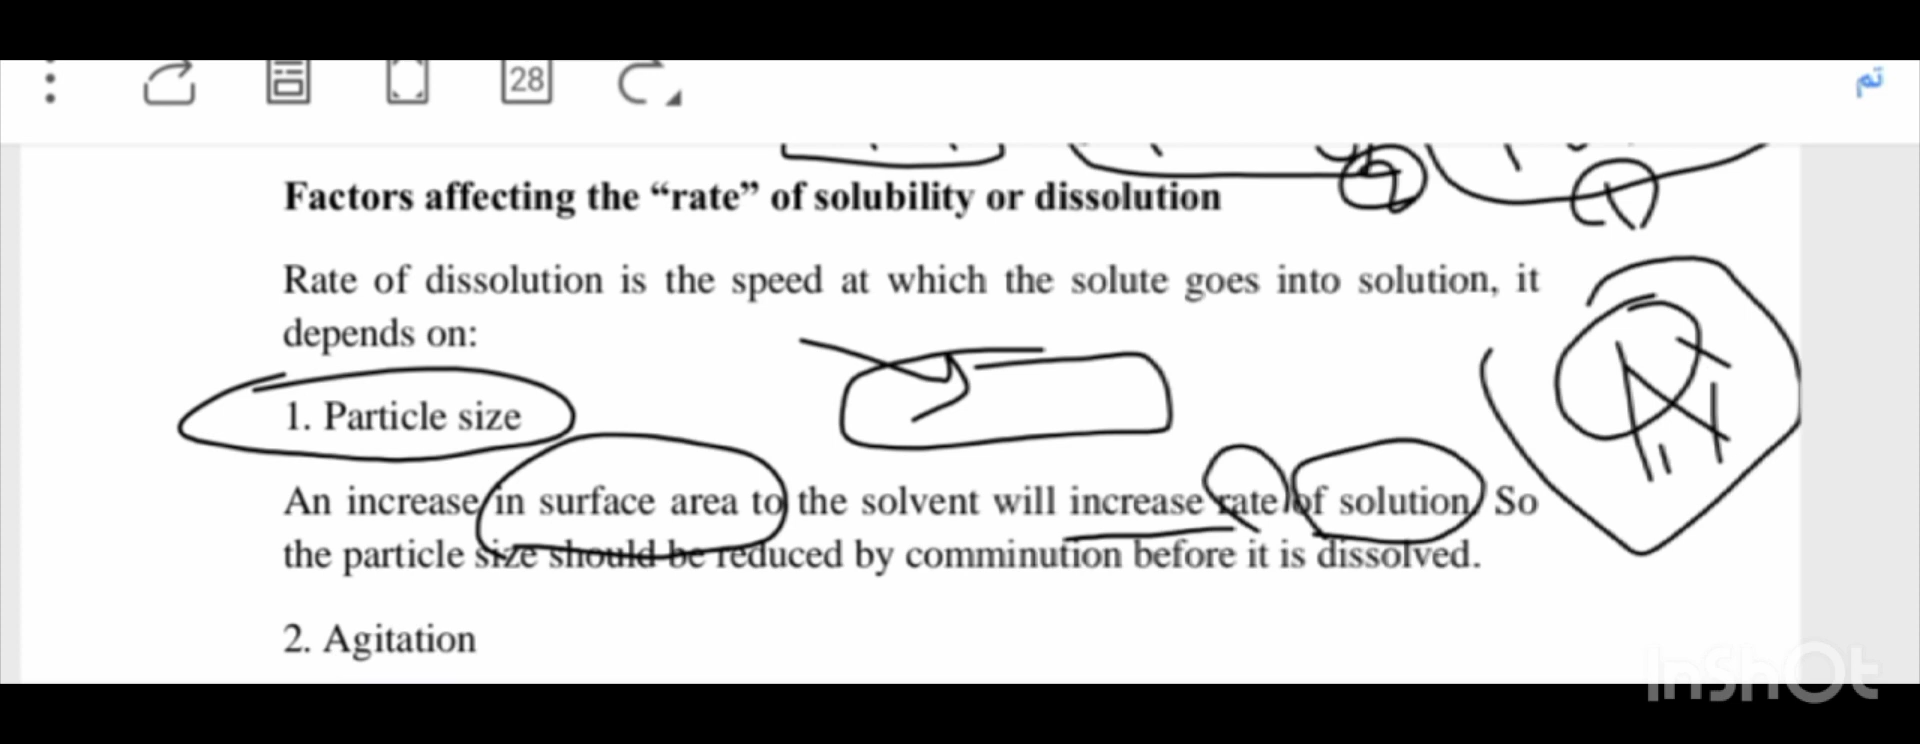 28
تم
Factors affecting the “rate” of solubility or dissolution
Rate of dissolution is the speed at which the solute goes into solution, it
depends on:
1. Particle size
An increase in surface area to the solvent will increase rate of solution. So
the particle size should be reduced by comminution before it is dissolved.
2. Agitation
InShOt